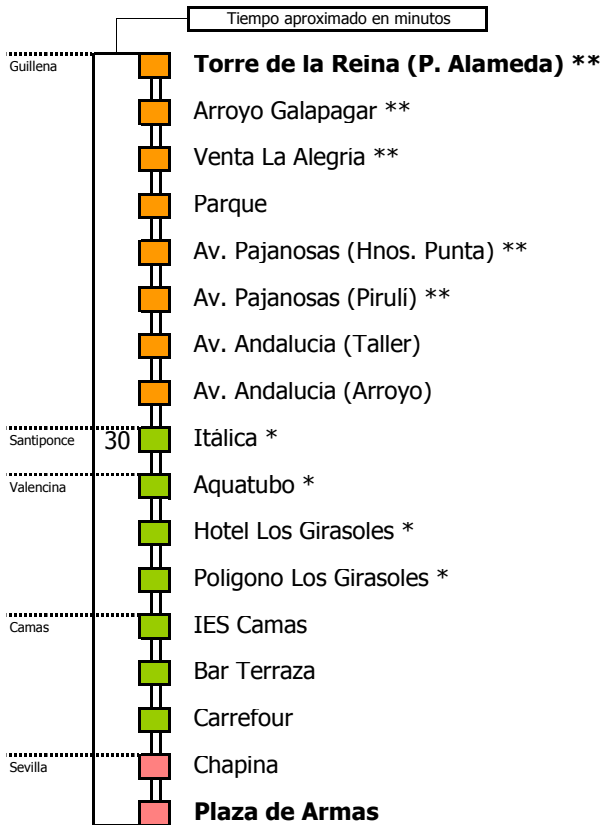 Tiempo aproximado en minutos
Guillena
Torre de la Reina (P. Alameda) **
Arroyo Galapagar **
Venta La Alegria **
Parque
Av. Pajanosas (Hnos. Punta) **
Av. Pajanosas (Pirulí) **
Av. Andalucia (Taller)
Av. Andalucia (Arroyo)
Santiponce 30 Itálica *
Valencina Aquatubo *
Hotel Los Girasoles *
Poligono Los Girasoles *
Camas IES Camas
Bar Terraza
Carrefour
Sevilla Chapina
Plaza de Armas